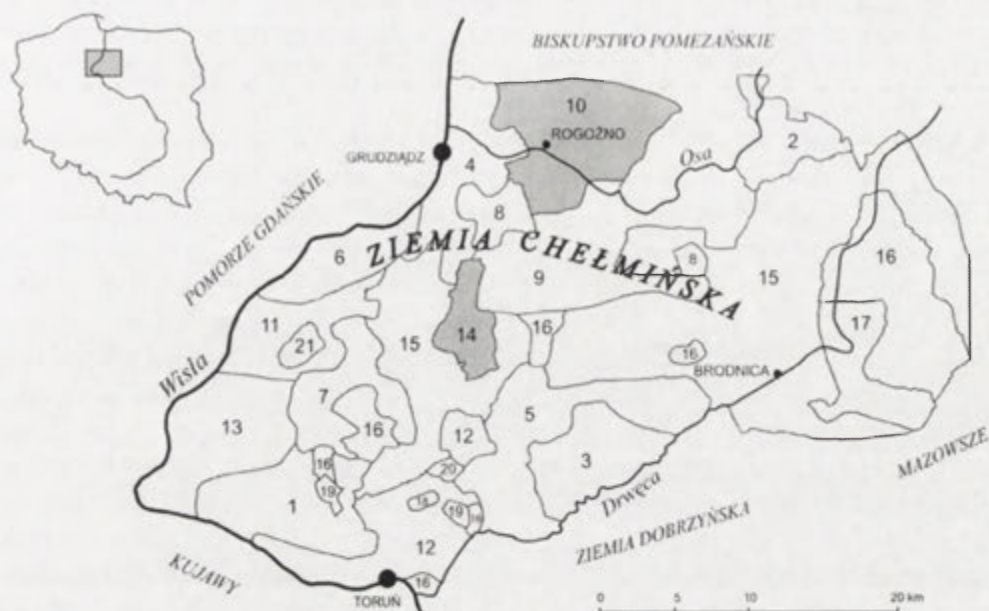 BISKUPSTWO POMEZAŃSKIE
10
ROGOŹNO
2
GRUDZIĄDZ
4
Osa
POMORZE GDAŃSKIE
8
6
ZIEMIA CHEŁMIŃSKA
8
16
9
15
11
21
15
14
16
17
16
BRODNICA
Wisła
7
5
13
16
12
3
MAZOWSZE
16
20
19
1
19
Drwęca
ZIEMIA DOBRZYŃSKA
12
KUJAWY
16
TORUŃ
0 5 10 20 km